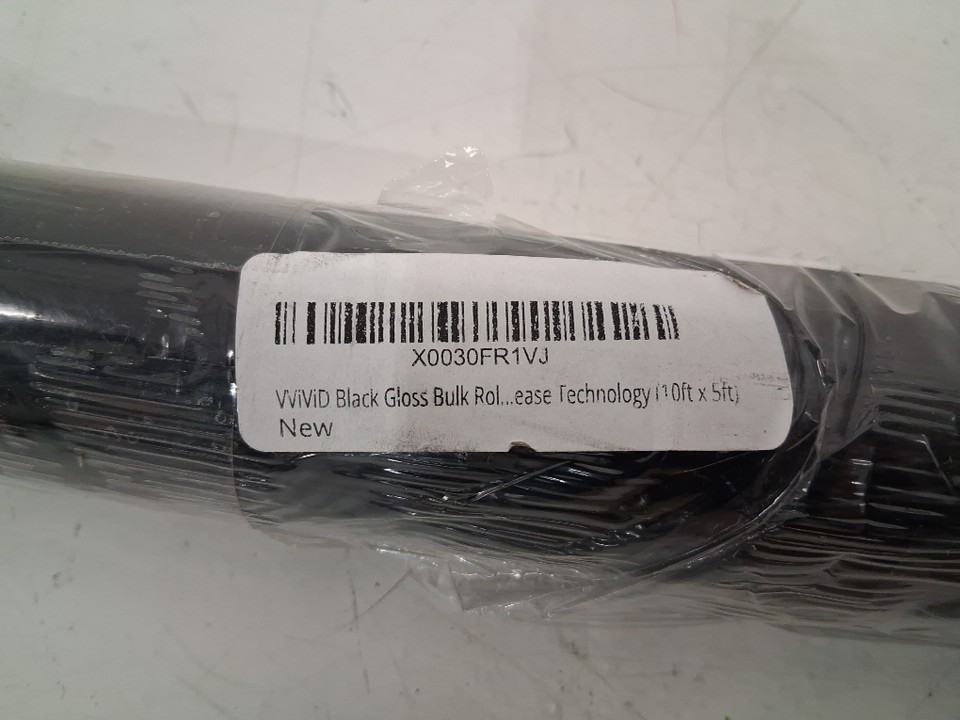 X0030FR1VJ
VViViD Black Gloss Bulk Rol...ease Technology (10ft x 5ft)
New